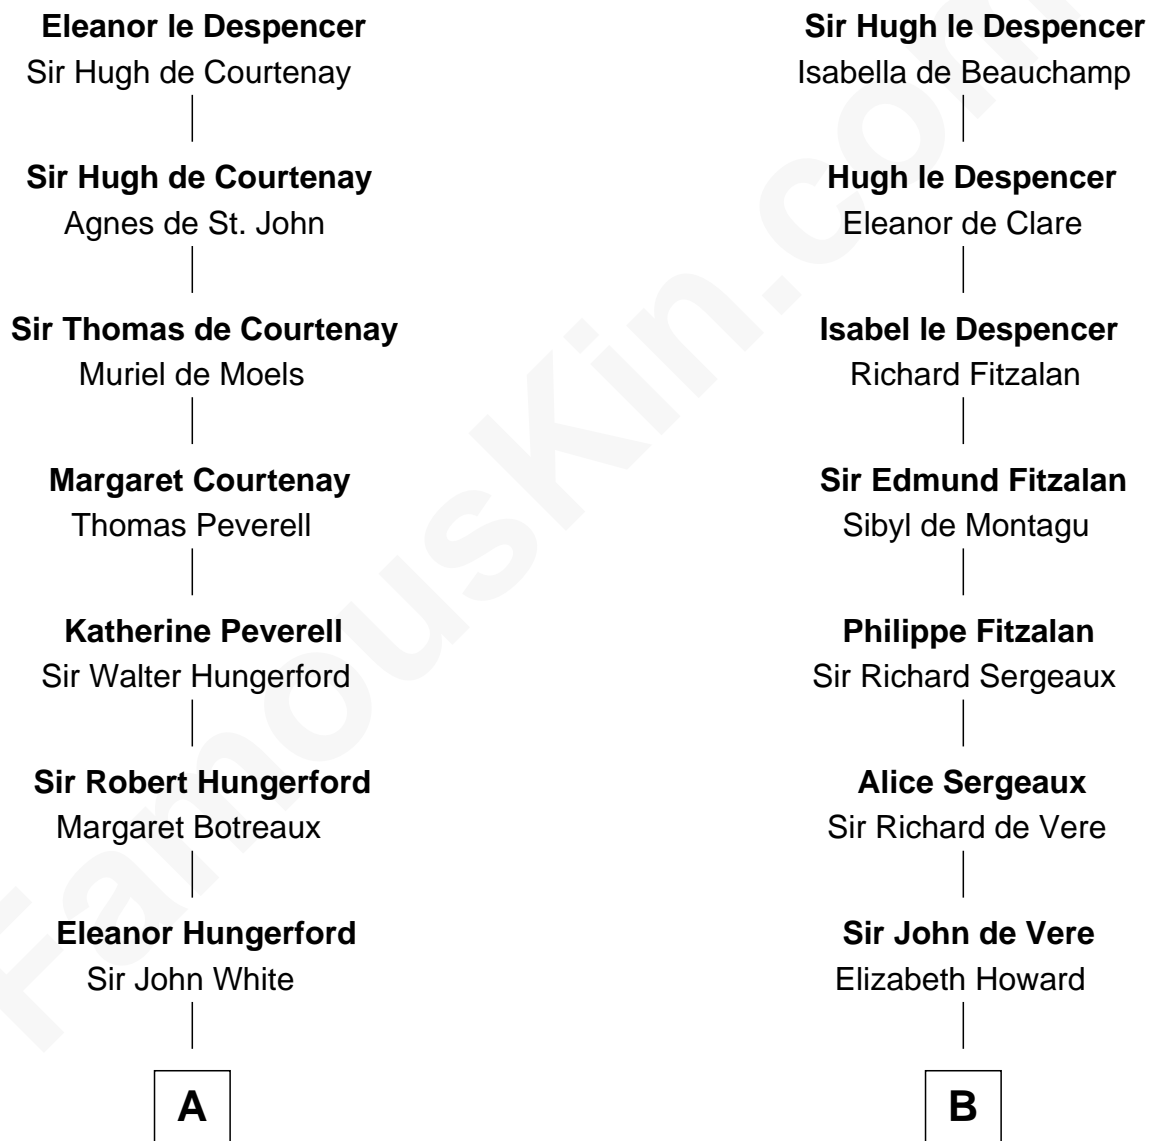 Eleanor le Despencer
Sir Hugh de Courtenay
Sir Hugh de Courtenay
Agnes de St. John
Sir Thomas de Courtenay
Muriel de Moels
Margaret Courtenay
Thomas Peverell
Katherine Peverell
Sir Walter Hungerford
Sir Robert Hungerford
Margaret Botreaux
Eleanor Hungerford
Sir John White
A
Sir Hugh le Despencer
Isabella de Beauchamp
Hugh le Despencer
Eleanor de Clare
Isabel le Despencer
Richard Fitzalan
Sir Edmund Fitzalan
Sibyl de Montagu
Philippe Fitzalan
Sir Richard Sergeaux
Alice Sergeaux
Sir Richard de Vere
Sir John de Vere
Elizabeth Howard
B
FamousKin.com